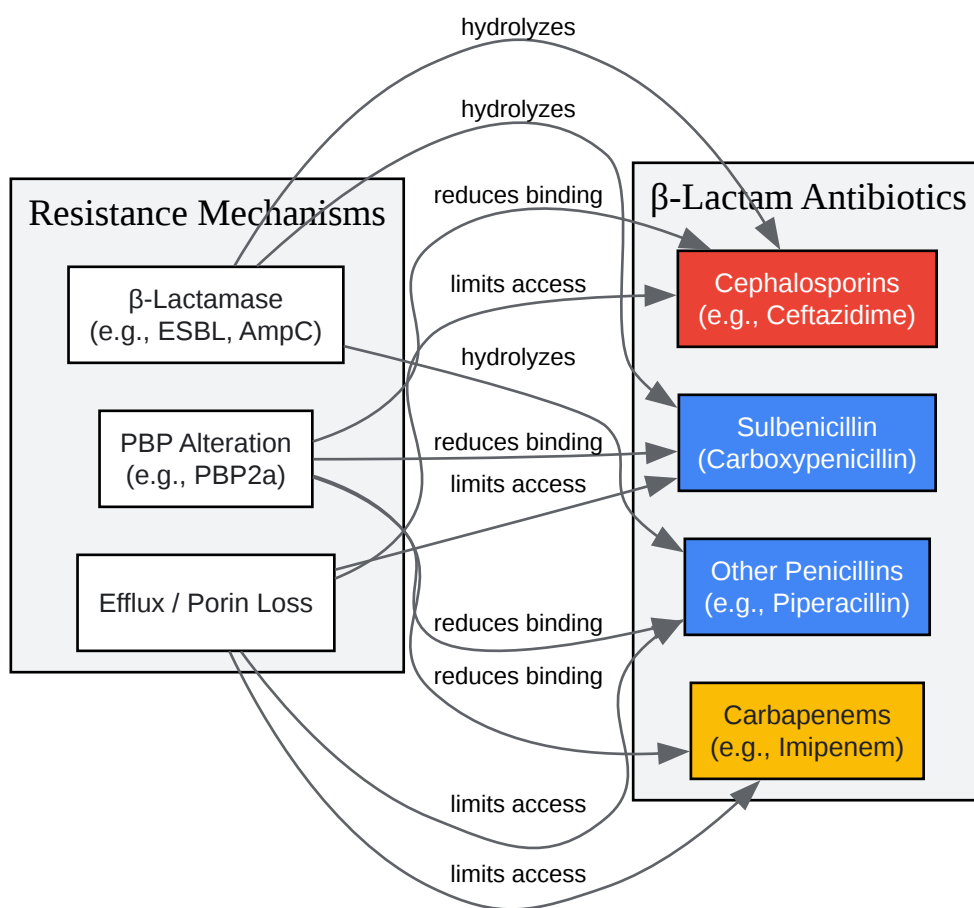 hydrolyzes
hydrolyzes
Resistance Mechanisms
β-Lactam Antibiotics
reduces binding
β-Lactamase
(e.g., ESBL, AmpC)
limits access
Cephalosporins
(e.g., Ceftazidime)
hydrolyzes
PBP Alteration
(e.g., PBP2a)
reduces binding
Sulbenicillin
(Carboxypenicillin)
limits access
Efflux / Porin Loss
Other Penicillins
(e.g., Piperacillin)
reduces binding
reduces binding
Carbapenems
(e.g., Imipenem)
limits access
limits access